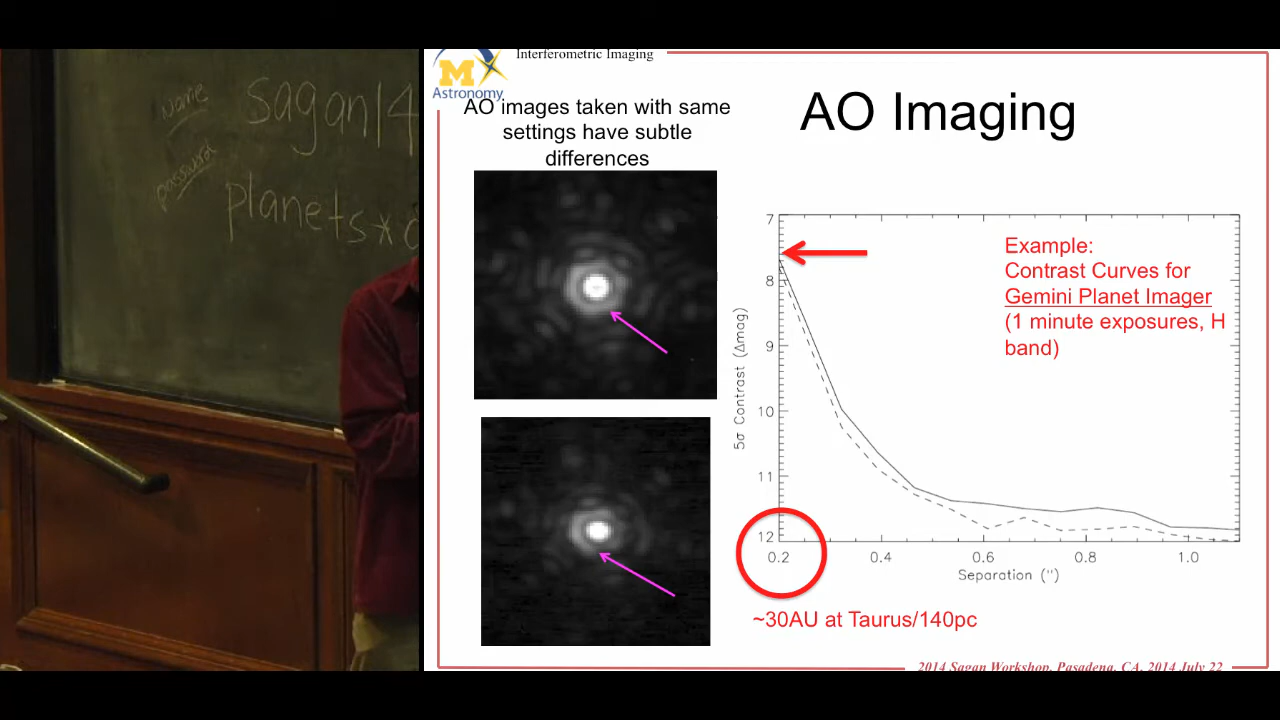 name
sagan14
password
planets*
Interferometric Imaging
M
Astronomy
AO images taken with same
settings have subtle
differences
AO Imaging
7
8
9
10
11
12
5σ Contrast (Δmag)
0.2
0.4
0.6
0.8
1.0
Separation (")
Example:
Contrast Curves for
Gemini Planet Imager
(1 minute exposures, H
band)
~30AU at Taurus/140pc
2014 Sagan Workshop, Pasadena, CA, 2014 July 22